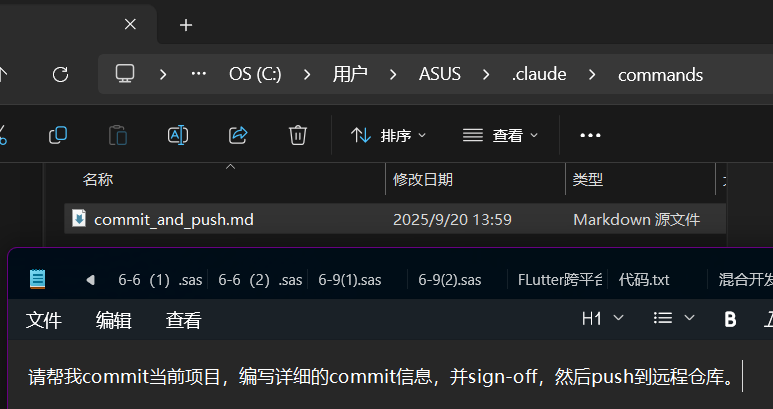 OS (C:) 用户 ASUS .claude commands
排序 查看
名称 修改日期 类型
commit_and_push.md 2025/9/20 13:59 Markdown 源文件
6-6（1）.sas 6-6（2）.sas 6-9(1).sas 6-9(2).sas FLutter跨平台 代码.txt 混合开发
文件 编辑 查看 H1 B I
请帮我commit当前项目，编写详细的commit信息，并sign-off，然后push到远程仓库。